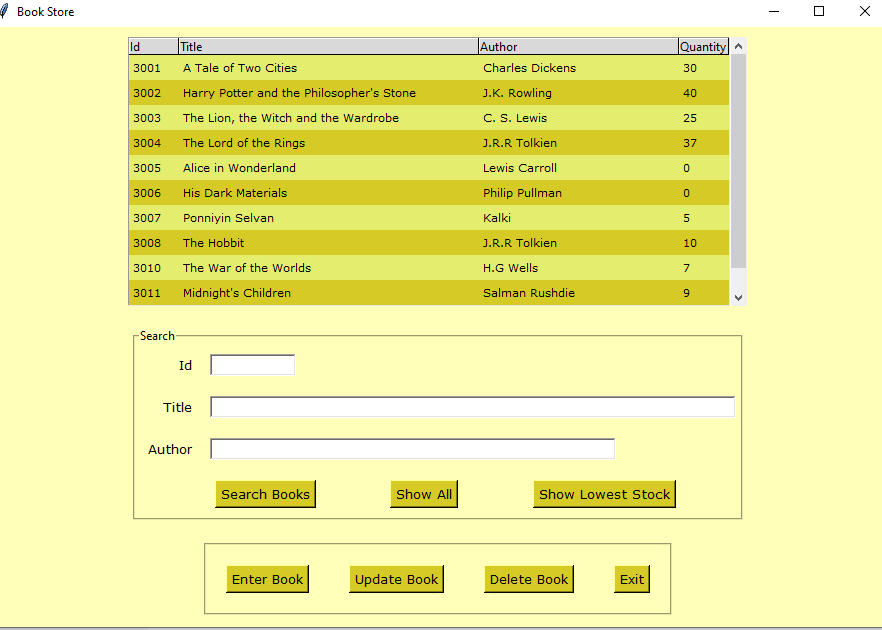 Book Store
Id Title Author Quantity
3001 A Tale of Two Cities Charles Dickens 30
3002 Harry Potter and the Philosopher's Stone J.K. Rowling 40
3003 The Lion, the Witch and the Wardrobe C. S. Lewis 25
3004 The Lord of the Rings J.R.R Tolkien 37
3005 Alice in Wonderland Lewis Carroll 0
3006 His Dark Materials Philip Pullman 0
3007 Ponniyin Selvan Kalki 5
3008 The Hobbit J.R.R Tolkien 10
3010 The War of the Worlds H.G Wells 7
3011 Midnight's Children Salman Rushdie 9
Search
Id
Title
Author
Search Books Show All Show Lowest Stock
Enter Book Update Book Delete Book Exit